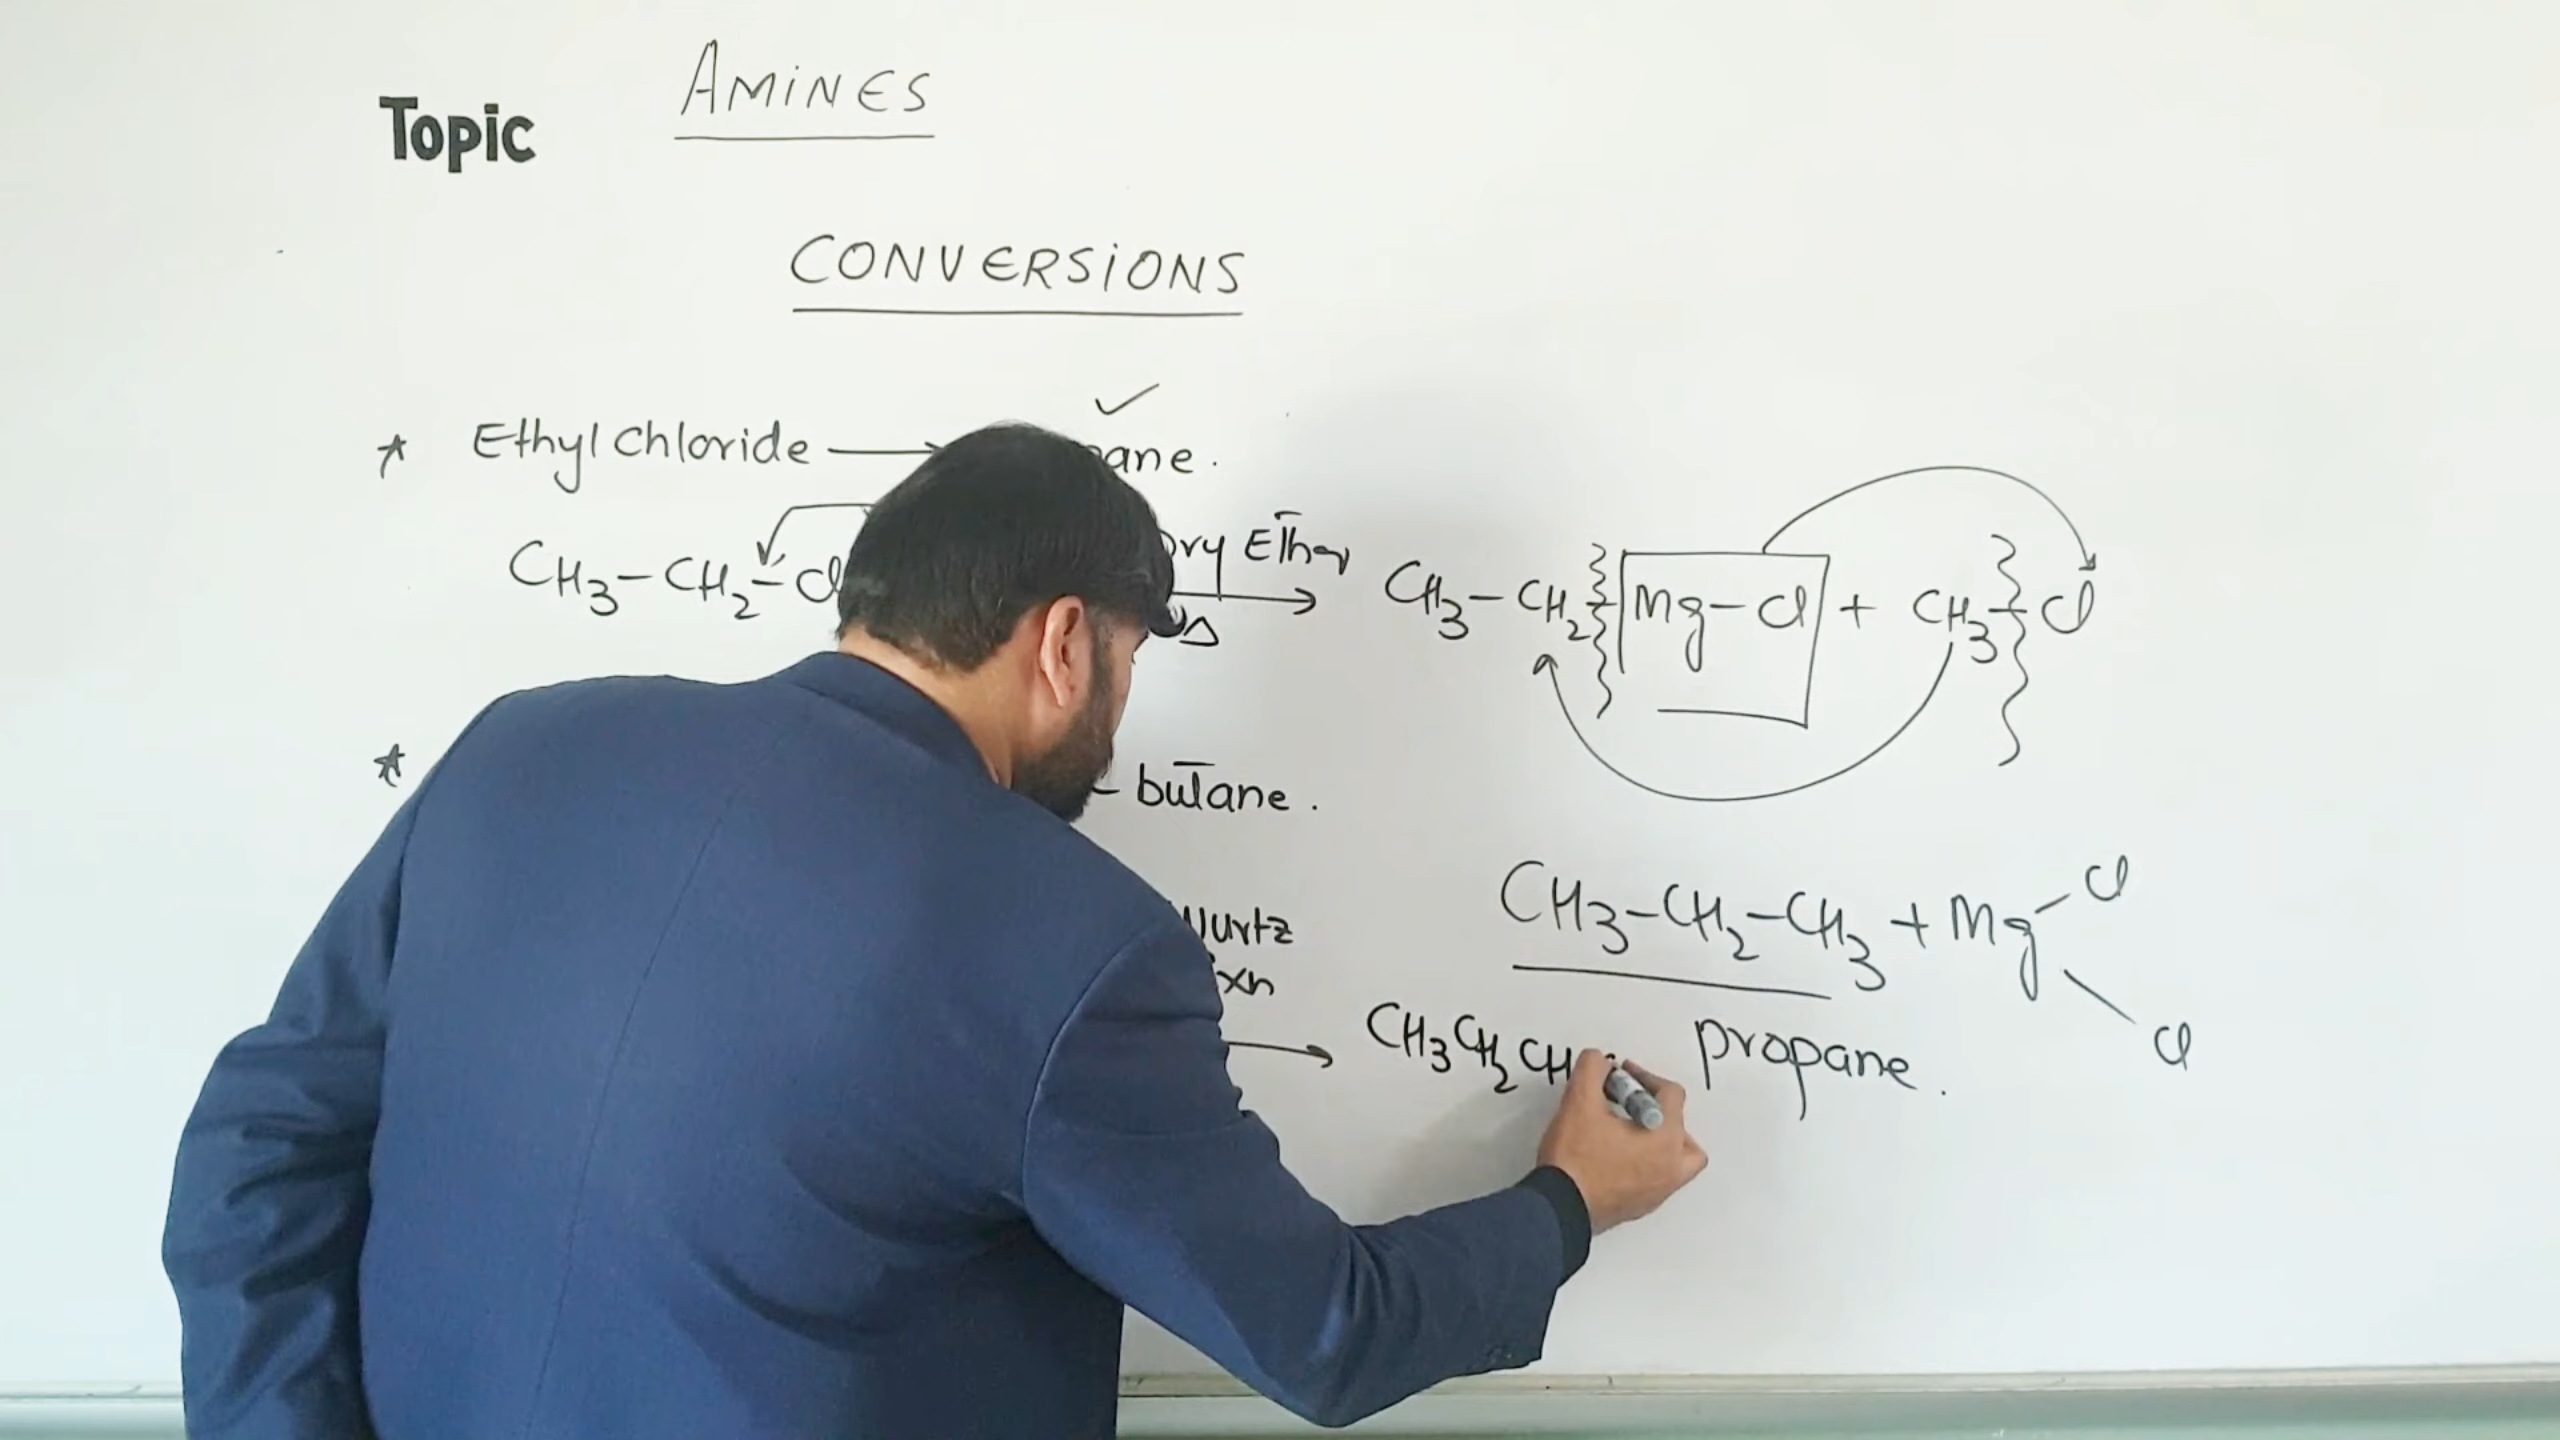 Topic AMINES
CONVERSIONS
* Ethyl Chloride → ane.
CH3-CH2-Cl Dry Ether Δ → CH3-CH2-Mg-Cl + CH3-Cl
* - butane.
CH3-CH2-CH3 + Mg Cl Cl
Wurtz
rxn
→ CH3CH2CH
propane.